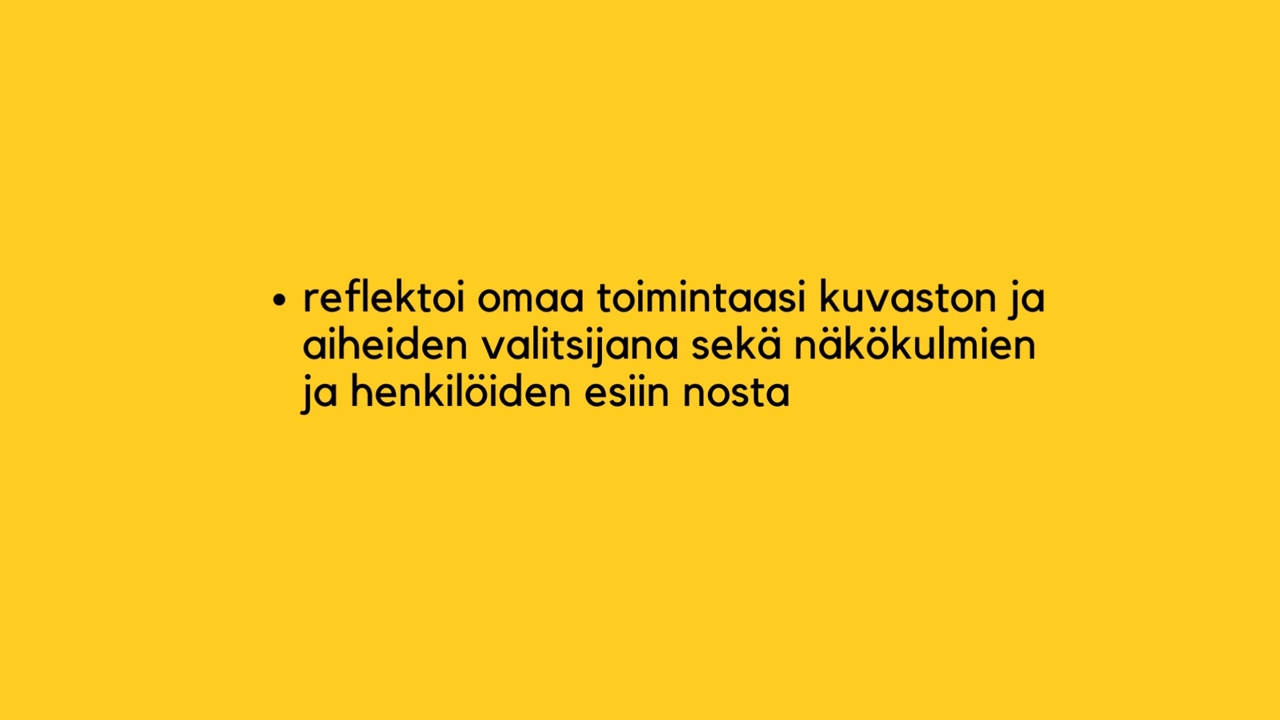 • reflektoi omaa toimintaasi kuvaston ja
aiheiden valitsijana sekä näkökulmien
ja henkilöiden esiin nosta